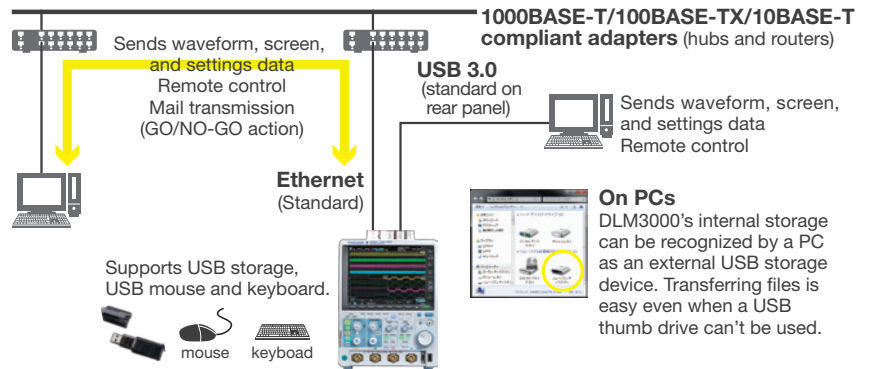 1000BASE-T/100BASE-TX/10BASE-T
compliant adapters (hubs and routers)
Sends waveform, screen,
and settings data
Remote control
Mail transmission
(GO/NO-GO action)
USB 3.0
(standard on
rear panel)
Sends waveform, screen,
and settings data
Remote control
Ethernet
(Standard)
On PCs
DLM3000's internal storage
can be recognized by a PC
as an external USB storage
device. Transferring files is
easy even when a USB
thumb drive can't be used.
Supports USB storage,
USB mouse and keyboard.
mouse
keyboad